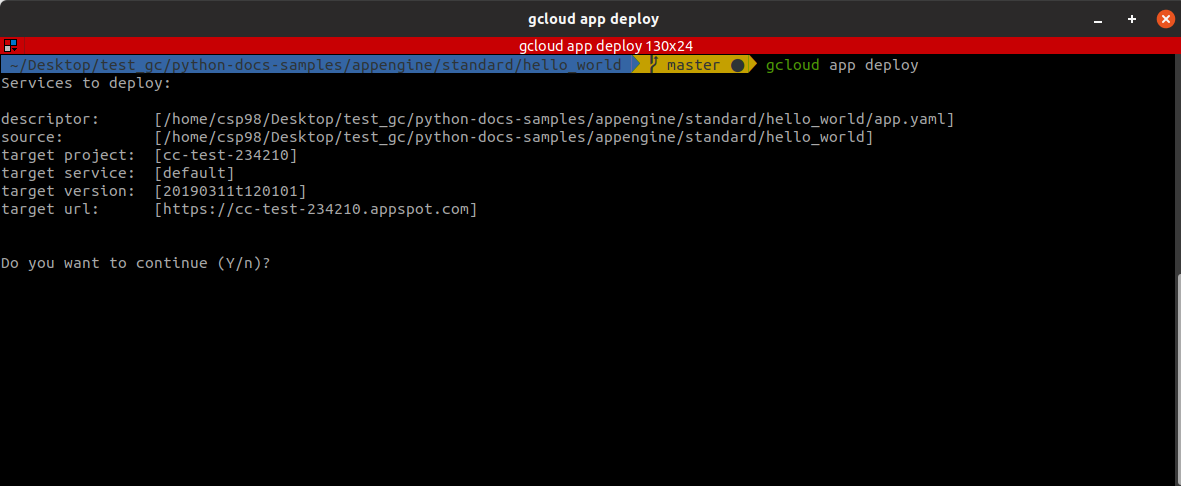 gcloud app deploy
gcloud app deploy 130x24
~/Desktop/test_gc/python-docs-samples/appengine/standard/hello_world master ● gcloud app deploy
Services to deploy:
descriptor: [/home/csp98/Desktop/test_gc/python-docs-samples/appengine/standard/hello_world/app.yaml]
source: [/home/csp98/Desktop/test_gc/python-docs-samples/appengine/standard/hello_world]
target project: [cc-test-234210]
target service: [default]
target version: [20190311t120101]
target url: [https://cc-test-234210.appspot.com]
Do you want to continue (Y/n)?